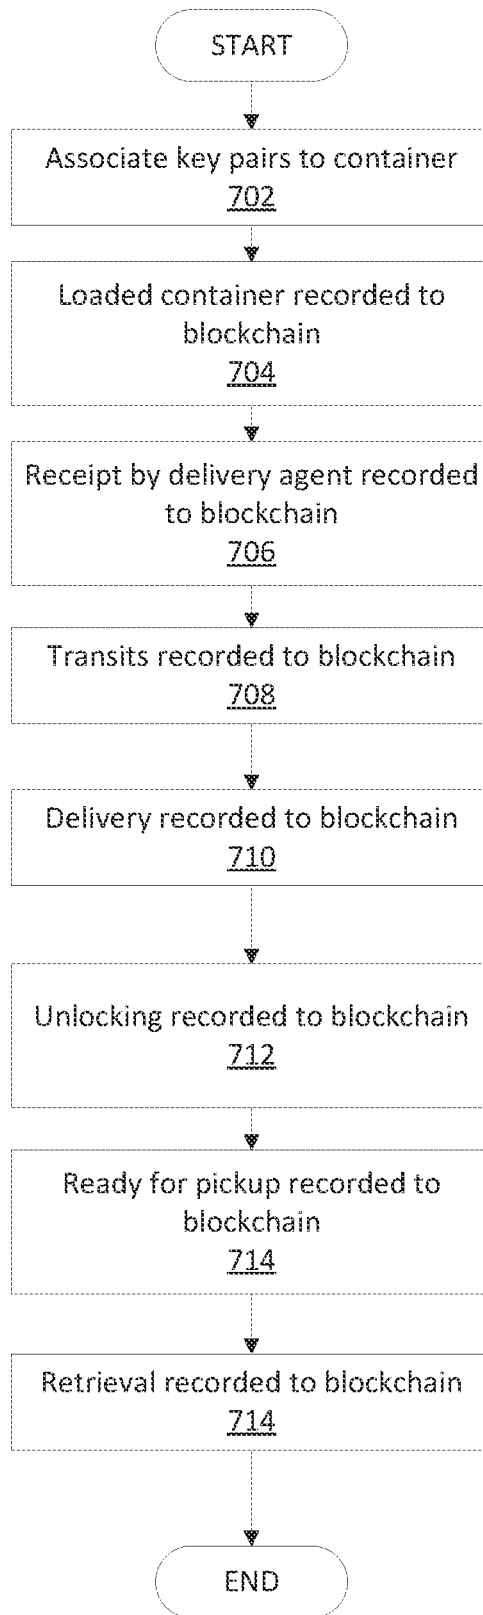 START
Associate key pairs to container
702
Loaded container recorded to
blockchain
704
Receipt by delivery agent recorded
to blockchain
706
Transits recorded to blockchain
708
Delivery recorded to blockchain
710
Unlocking recorded to blockchain
712
Ready for pickup recorded to
blockchain
714
Retrieval recorded to blockchain
714
END